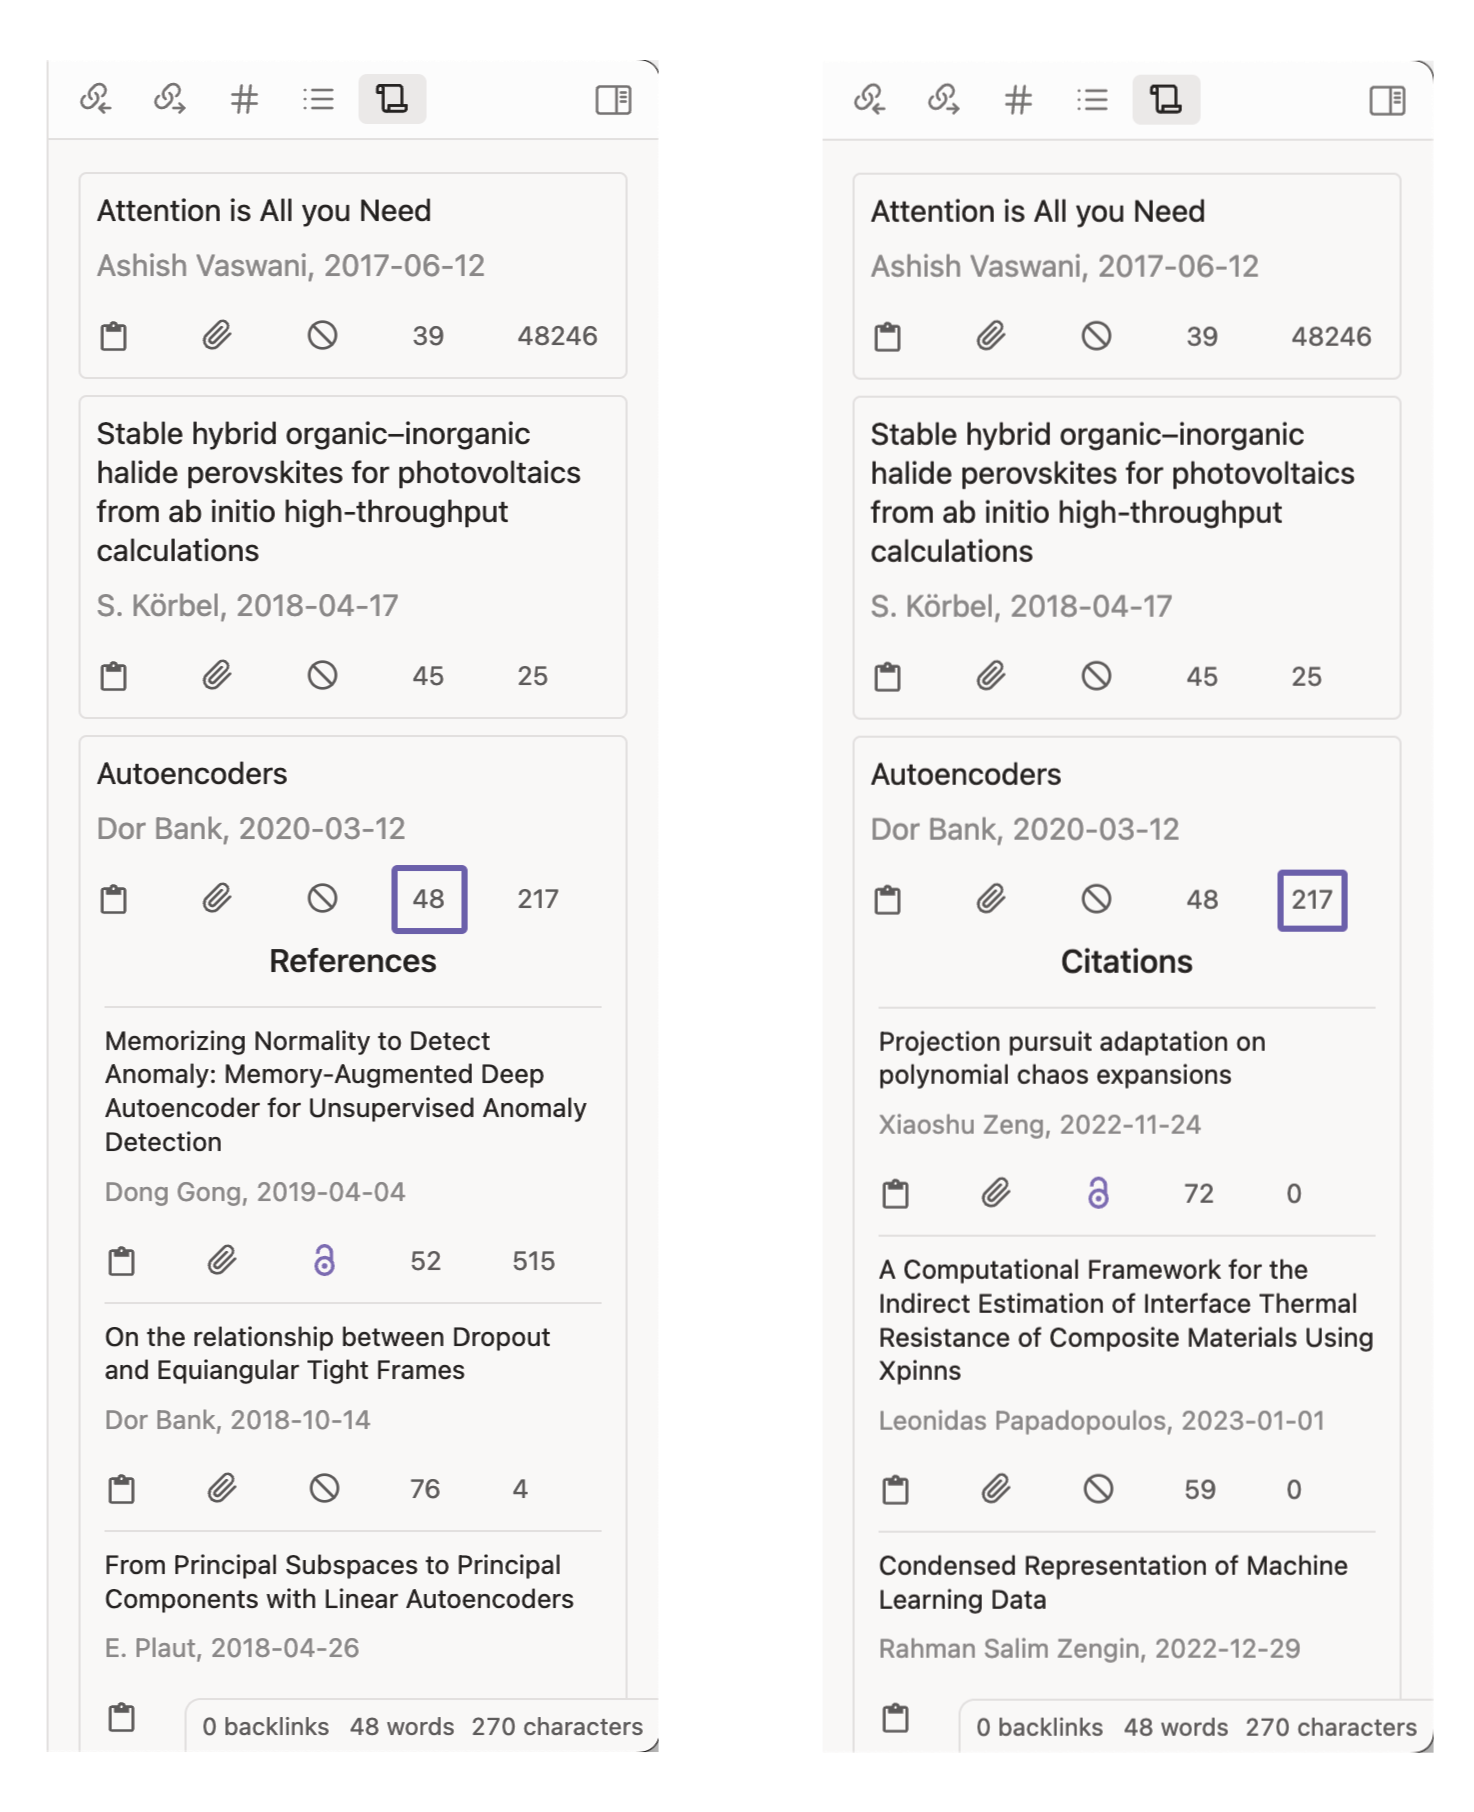 Attention is All you Need
Ashish Vaswani, 2017-06-12
39 48246
Stable hybrid organic–inorganic
halide perovskites for photovoltaics
from ab initio high-throughput
calculations
S. Körbel, 2018-04-17
45 25
Autoencoders
Dor Bank, 2020-03-12
48 217
References
Memorizing Normality to Detect
Anomaly: Memory-Augmented Deep
Autoencoder for Unsupervised Anomaly
Detection
Dong Gong, 2019-04-04
52 515
On the relationship between Dropout
and Equiangular Tight Frames
Dor Bank, 2018-10-14
76 4
From Principal Subspaces to Principal
Components with Linear Autoencoders
E. Plaut, 2018-04-26
0 backlinks 48 words 270 characters
Attention is All you Need
Ashish Vaswani, 2017-06-12
39 48246
Stable hybrid organic–inorganic
halide perovskites for photovoltaics
from ab initio high-throughput
calculations
S. Körbel, 2018-04-17
45 25
Autoencoders
Dor Bank, 2020-03-12
48 217
Citations
Projection pursuit adaptation on
polynomial chaos expansions
Xiaoshu Zeng, 2022-11-24
72 0
A Computational Framework for the
Indirect Estimation of Interface Thermal
Resistance of Composite Materials Using
Xpinns
Leonidas Papadopoulos, 2023-01-01
59 0
Condensed Representation of Machine
Learning Data
Rahman Salim Zengin, 2022-12-29
0 backlinks 48 words 270 characters